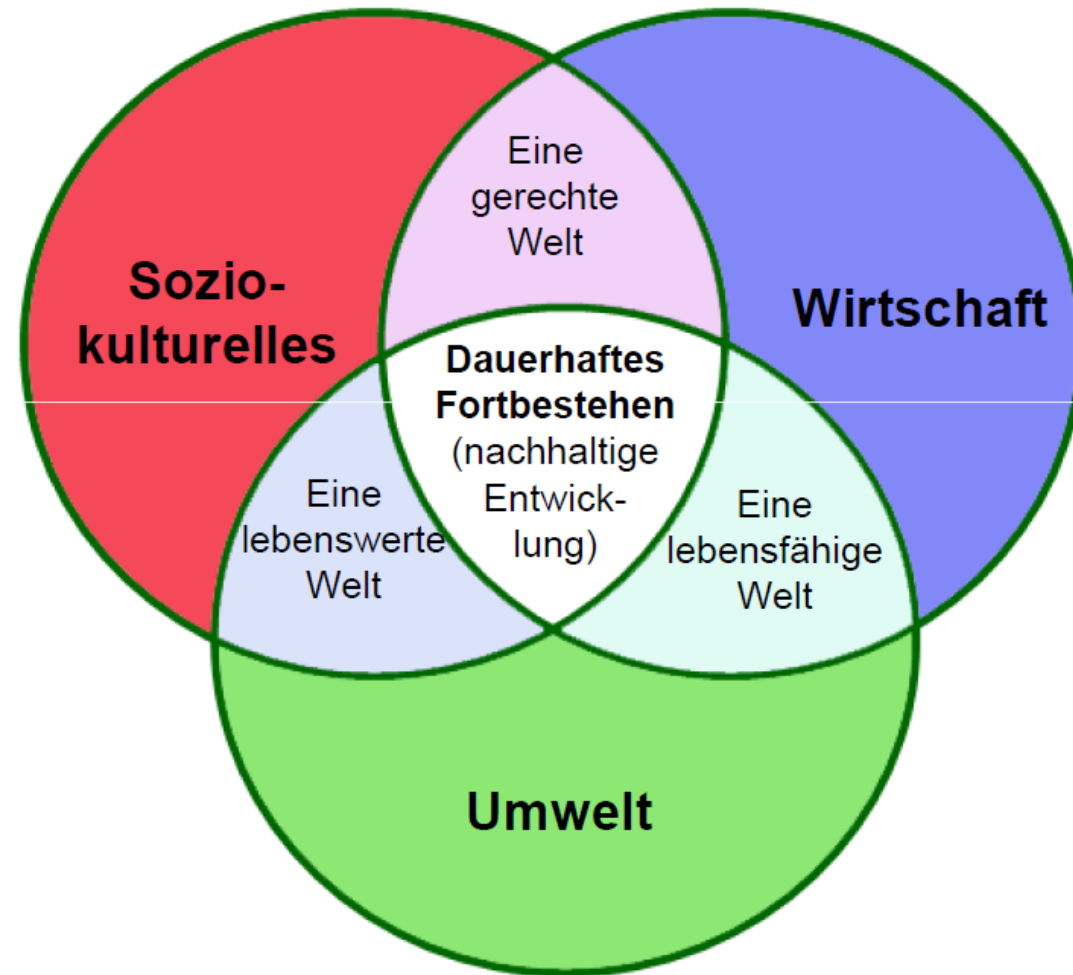 Eine
gerechte
Welt
Sozio-
kulturelles
Wirtschaft
Dauerhaftes
Fortbestehen
(nachhaltige
Entwick-
lung)
Eine
lebenswerte
Welt
Eine
lebensfähige
Welt
Umwelt